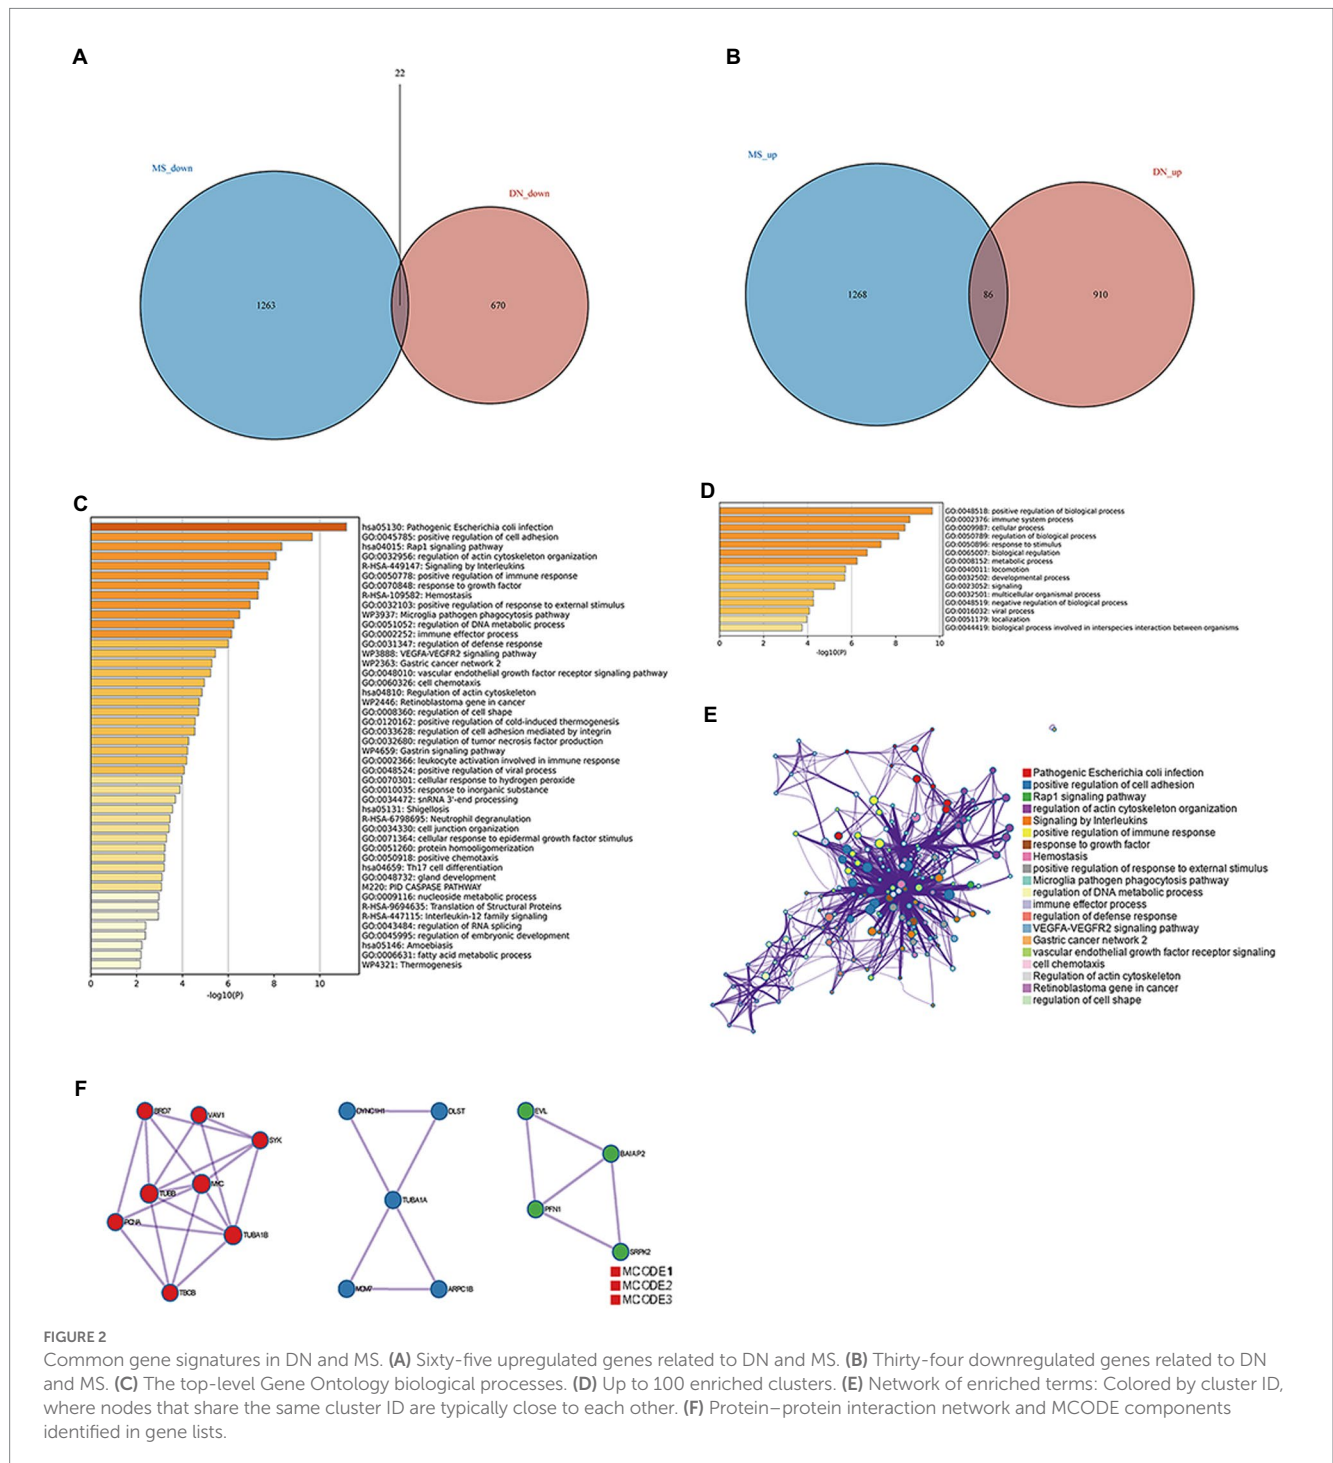 A
22
MS_down
DN_down
1263
670
B
MS_up
DN_up
1268
86
910
C
hsa05130: Pathogenic Escherichia coli infection
GO:0045785: positive regulation of cell adhesion
hsa04015: Rap1 signaling pathway
GO:0032956: regulation of actin cytoskeleton organization
R-HSA-449147: Signaling by Interleukins
GO:0050778: positive regulation of immune response
GO:0070848: response to growth factor
R-HSA-109582: Hemostasis
GO:0032103: positive regulation of response to external stimulus
WP3937: Microglia pathogen phagocytosis pathway
GO:0051052: regulation of DNA metabolic process
GO:0002252: immune effector process
GO:0031347: regulation of defense response
WP3888: VEGFA-VEGFR2 signaling pathway
WP2363: Gastric cancer network 2
GO:0048010: vascular endothelial growth factor receptor signaling pathway
GO:0060326: cell chemotaxis
hsa04810: Regulation of actin cytoskeleton
WP2446: Retinoblastoma gene in cancer
GO:0008360: regulation of cell shape
GO:0120162: positive regulation of cold-induced thermogenesis
GO:0033628: regulation of cell adhesion mediated by integrin
GO:0032680: regulation of tumor necrosis factor production
WP4659: Gastrin signaling pathway
GO:0002366: leukocyte activation involved in immune response
GO:0048524: positive regulation of viral process
GO:0070301: cellular response to hydrogen peroxide
GO:0010035: response to inorganic substance
GO:0034472: snRNA 3'-end processing
hsa05131: Shigellosis
R-HSA-6798695: Neutrophil degranulation
GO:0034330: cell junction organization
GO:0071364: cellular response to epidermal growth factor stimulus
GO:0051260: protein homooligomerization
GO:0050918: positive chemotaxis
hsa04659: Th17 cell differentiation
GO:0048732: gland development
M220: PID CASPASE PATHWAY
GO:0009116: nucleoside metabolic process
R-HSA-9694635: Translation of Structural Proteins
R-HSA-447115: Interleukin-12 family signaling
GO:0043484: regulation of RNA splicing
GO:0045995: regulation of embryonic development
hsa05146: Amoebiasis
GO:0006631: fatty acid metabolic process
WP4321: Thermogenesis
0 2 4 6 8 10
-log10(P)
D
GO:0048518: positive regulation of biological process
GO:0002376: immune system process
GO:0009987: cellular process
GO:0050789: regulation of biological process
GO:0050896: response to stimulus
GO:0065007: biological regulation
GO:0008152: metabolic process
GO:0040011: locomotion
GO:0032502: developmental process
GO:0023052: signaling
GO:0032501: multicellular organismal process
GO:0048519: negative regulation of biological process
GO:0016032: viral process
GO:0051179: localization
GO:0044419: biological process involved in interspecies interaction between organisms
0 2 4 6 8 10
-log10(P)
E
Pathogenic Escherichia coli infection
positive regulation of cell adhesion
Rap1 signaling pathway
regulation of actin cytoskeleton organization
Signaling by Interleukins
positive regulation of immune response
response to growth factor
Hemostasis
positive regulation of response to external stimulus
Microglia pathogen phagocytosis pathway
regulation of DNA metabolic process
immune effector process
regulation of defense response
VEGFA-VEGFR2 signaling pathway
Gastric cancer network 2
vascular endothelial growth factor receptor signaling
cell chemotaxis
Regulation of actin cytoskeleton
Retinoblastoma gene in cancer
regulation of cell shape
F
BRD7
VAV1
SYK
MYC
TUBB
PCNA
TUBA1B
TBCB
DYNC1H1
DLST
TUBA1A
MCM7
ARPC1B
EVL
BAIAP2
PFN1
SRPK2
MCODE1
MCODE2
MCODE3
FIGURE 2
Common gene signatures in DN and MS. (A) Sixty-five upregulated genes related to DN and MS. (B) Thirty-four downregulated genes related to DN
and MS. (C) The top-level Gene Ontology biological processes. (D) Up to 100 enriched clusters. (E) Network of enriched terms: Colored by cluster ID,
where nodes that share the same cluster ID are typically close to each other. (F) Protein–protein interaction network and MCODE components
identified in gene lists.